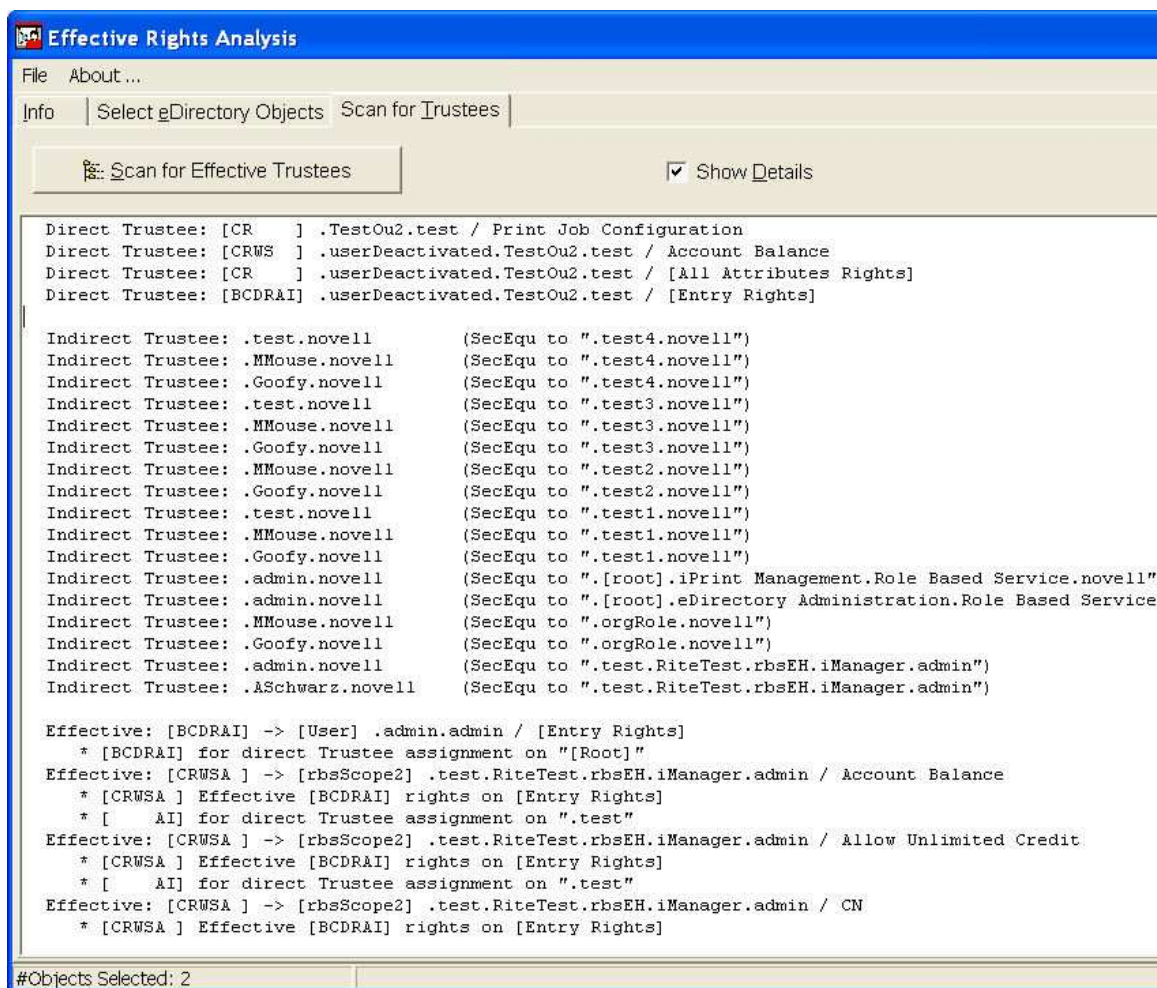 Effective Rights Analysis
File About ...
Info Select eDirectory Objects Scan for Trustees
Scan for Effective Trustees Show Details
Direct Trustee: [CR    ] .TestOu2.test / Print Job Configuration
Direct Trustee: [CRWS  ] .userDeactivated.TestOu2.test / Account Balance
Direct Trustee: [CR    ] .userDeactivated.TestOu2.test / [All Attributes Rights]
Direct Trustee: [BCDRAI] .userDeactivated.TestOu2.test / [Entry Rights]
Indirect Trustee: .test.novell (SecEqu to ".test4.novell")
Indirect Trustee: .MMouse.novell (SecEqu to ".test4.novell")
Indirect Trustee: .Goofy.novell (SecEqu to ".test4.novell")
Indirect Trustee: .test.novell (SecEqu to ".test3.novell")
Indirect Trustee: .MMouse.novell (SecEqu to ".test3.novell")
Indirect Trustee: .Goofy.novell (SecEqu to ".test3.novell")
Indirect Trustee: .MMouse.novell (SecEqu to ".test2.novell")
Indirect Trustee: .Goofy.novell (SecEqu to ".test2.novell")
Indirect Trustee: .test.novell (SecEqu to ".test1.novell")
Indirect Trustee: .MMouse.novell (SecEqu to ".test1.novell")
Indirect Trustee: .Goofy.novell (SecEqu to ".test1.novell")
Indirect Trustee: .admin.novell (SecEqu to ".[root].iPrint Management.Role Based Service.novell"
Indirect Trustee: .admin.novell (SecEqu to ".[root].eDirectory Administration.Role Based Service
Indirect Trustee: .MMouse.novell (SecEqu to ".orgRole.novell")
Indirect Trustee: .Goofy.novell (SecEqu to ".orgRole.novell")
Indirect Trustee: .admin.novell (SecEqu to ".test.RiteTest.rbsEH.iManager.admin")
Indirect Trustee: .ASchwarz.novell (SecEqu to ".test.RiteTest.rbsEH.iManager.admin")
Effective: [BCDRAI] -> [User] .admin.admin / [Entry Rights]
* [BCDRAI] for direct Trustee assignment on "[Root]"
Effective: [CRWSA ] -> [rbsScope2] .test.RiteTest.rbsEH.iManager.admin / Account Balance
* [CRWSA ] Effective [BCDRAI] rights on [Entry Rights]
* [    AI] for direct Trustee assignment on ".test"
Effective: [CRWSA ] -> [rbsScope2] .test.RiteTest.rbsEH.iManager.admin / Allow Unlimited Credit
* [CRWSA ] Effective [BCDRAI] rights on [Entry Rights]
* [    AI] for direct Trustee assignment on ".test"
Effective: [CRWSA ] -> [rbsScope2] .test.RiteTest.rbsEH.iManager.admin / CN
* [CRWSA ] Effective [BCDRAI] rights on [Entry Rights]
#Objects Selected: 2